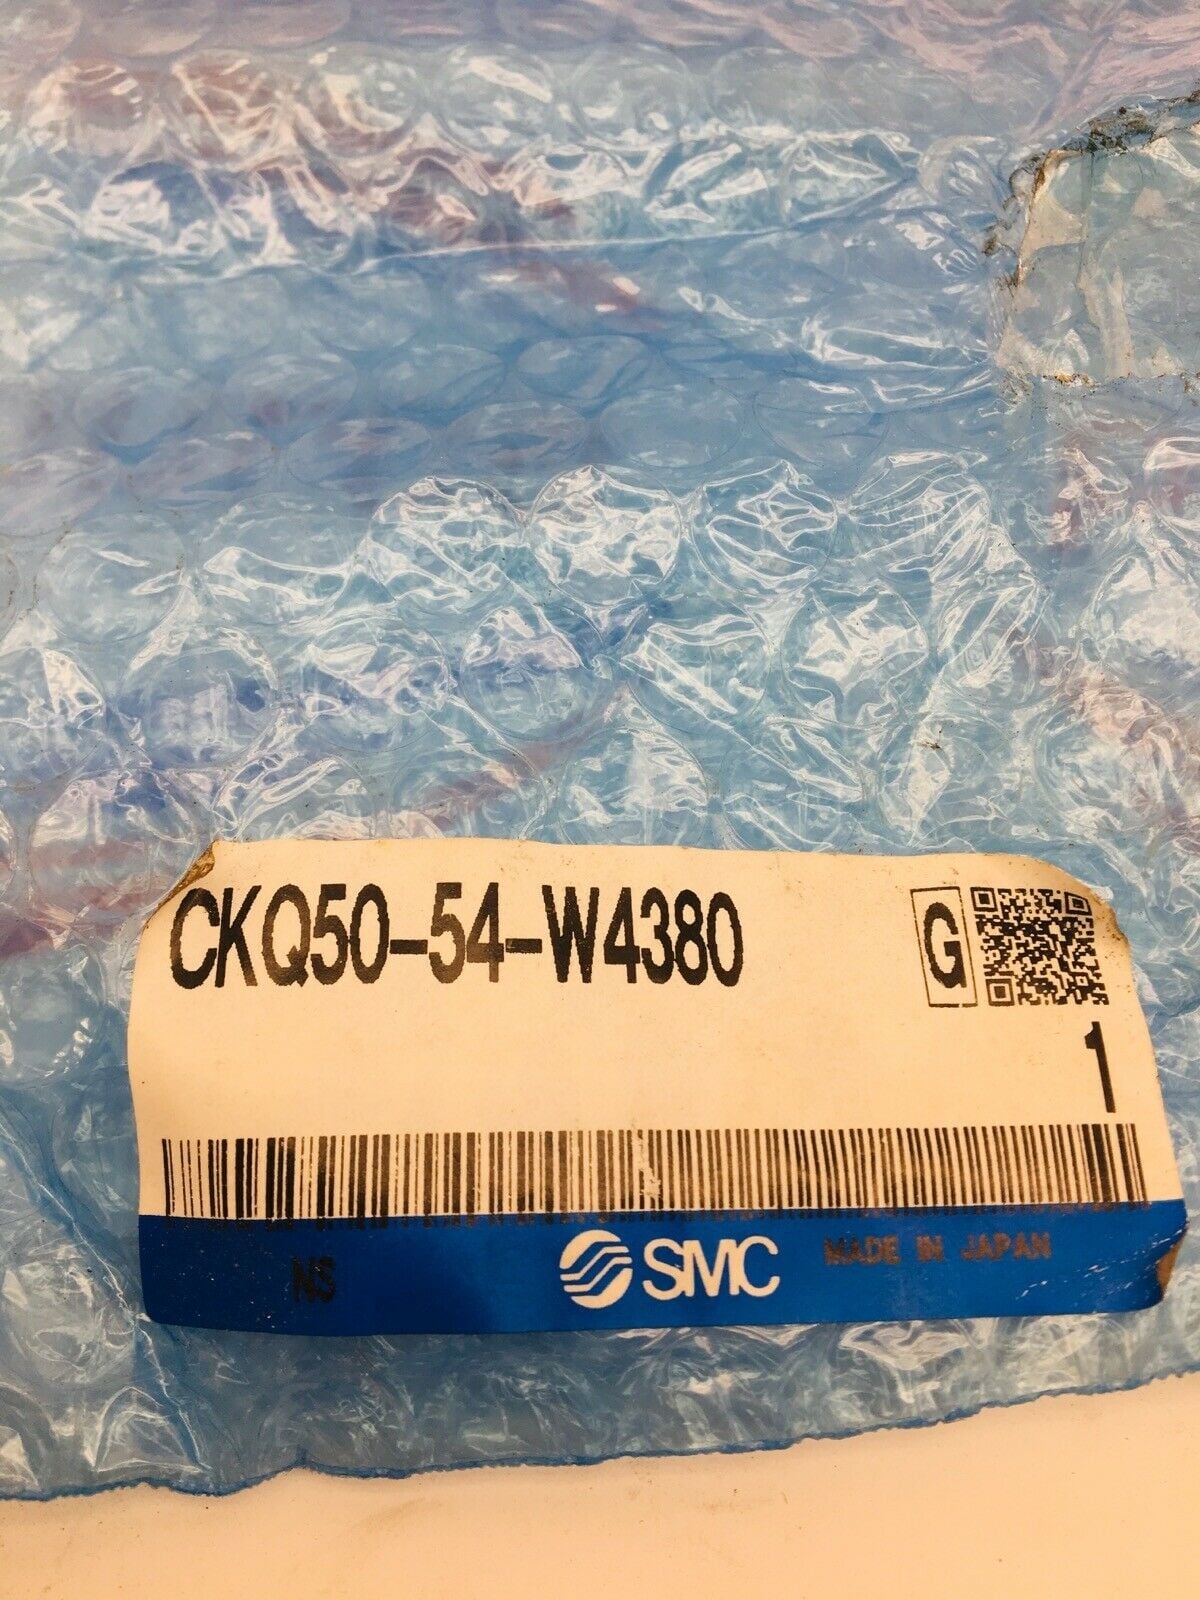 CKQ50-54-W4380
G
1
NS
SMC
MADE IN JAPAN